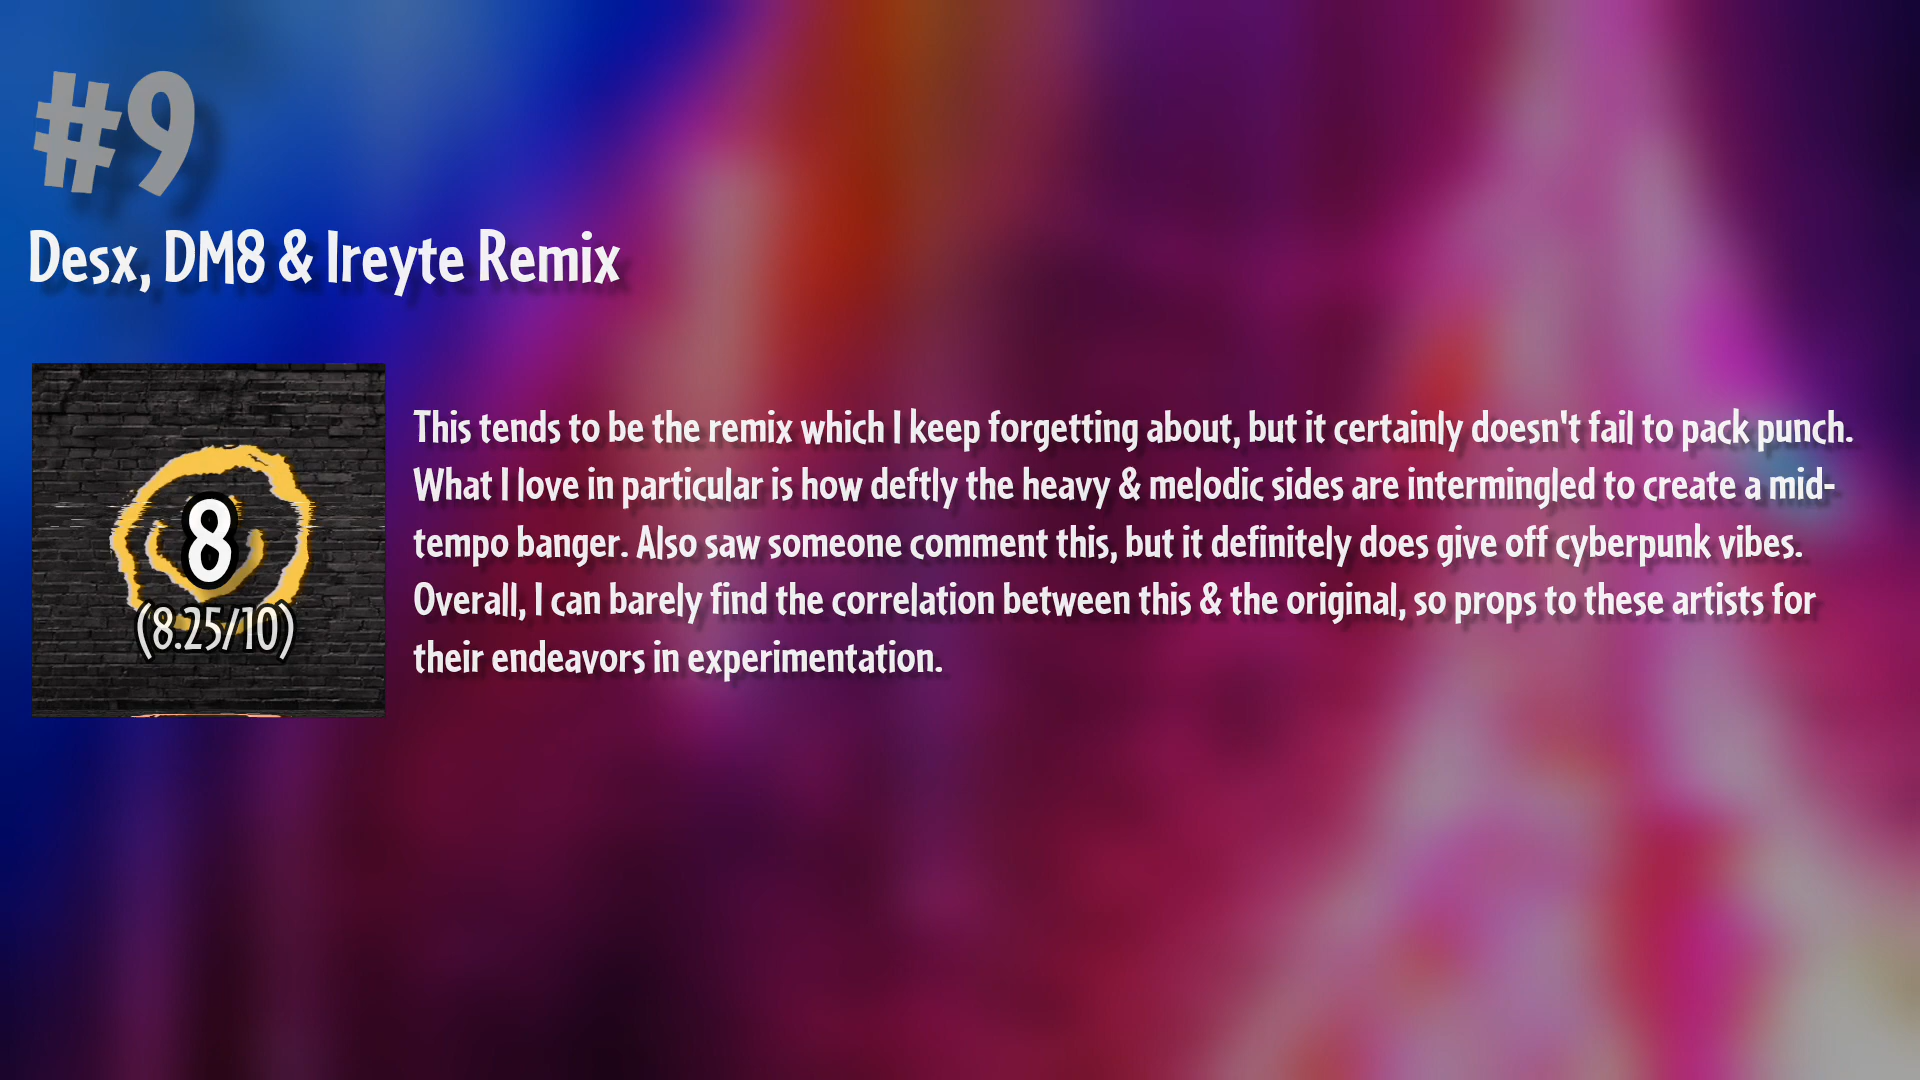 #9
Desx, DM8 & Ireyte Remix
8
(8.25/10)
This tends to be the remix which I keep forgetting about, but it certainly doesn't fail to pack punch.
What I love in particular is how deftly the heavy & melodic sides are intermingled to create a mid-
tempo banger. Also saw someone comment this, but it definitely does give off cyberpunk vibes.
Overall, I can barely find the correlation between this & the original, so props to these artists for
their endeavors in experimentation.